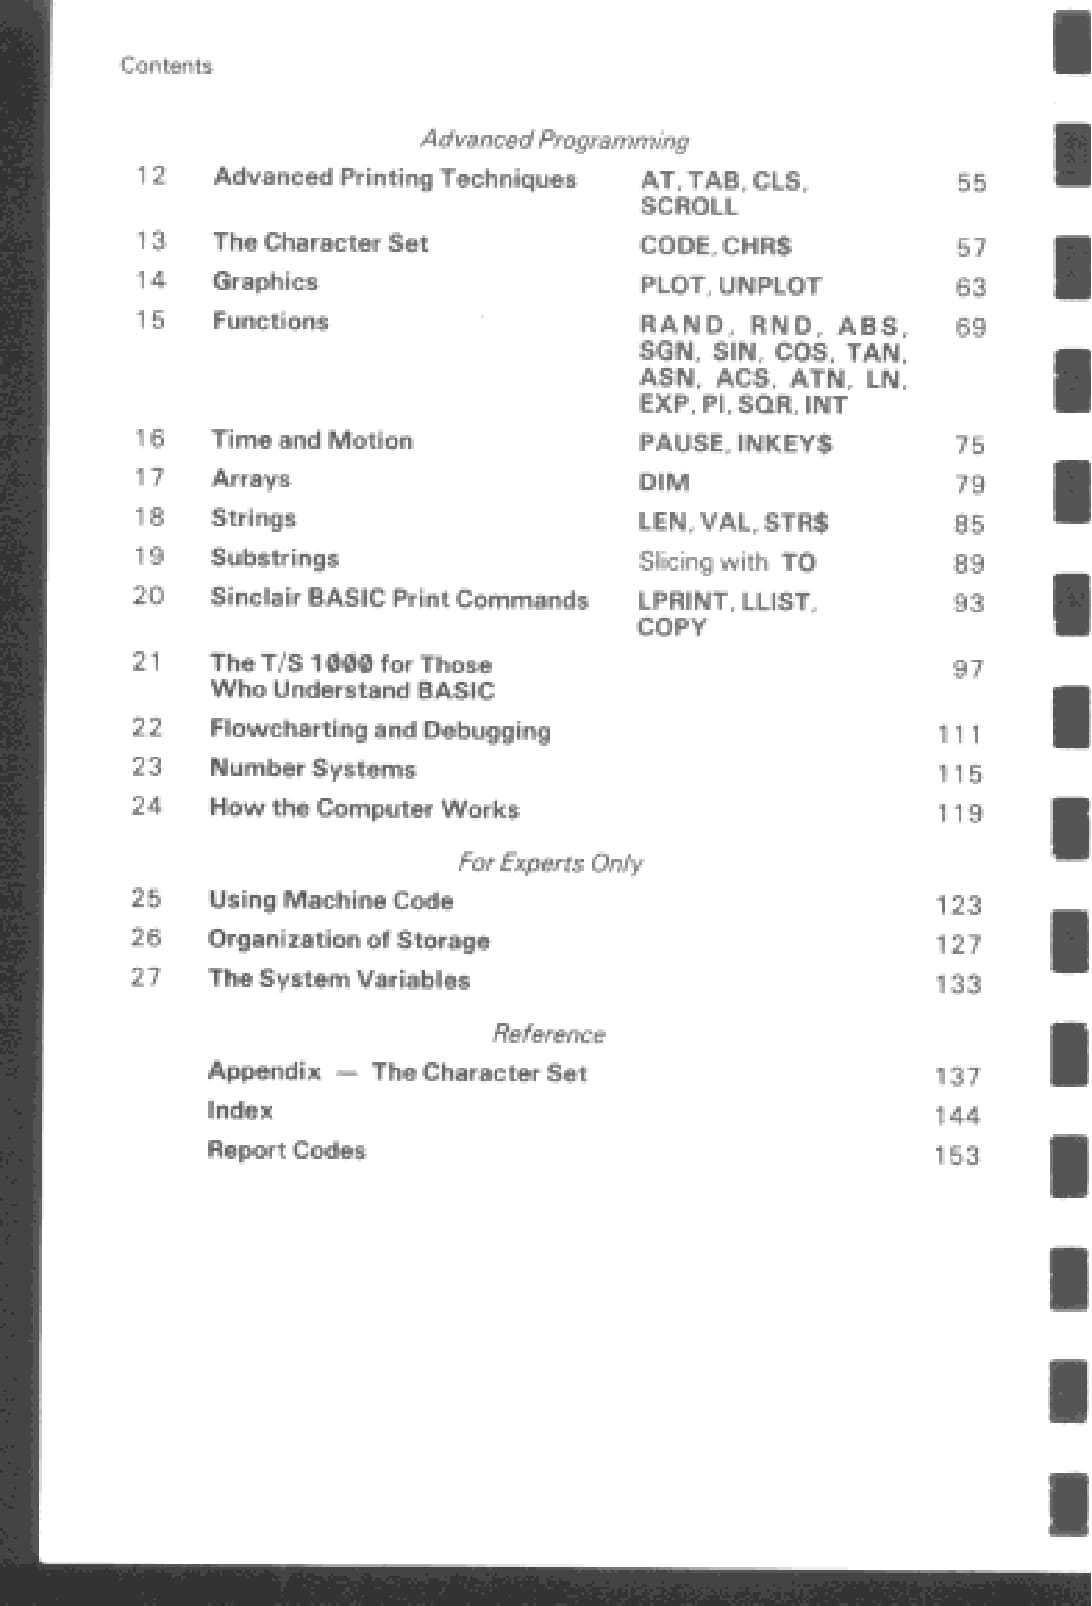 Contents
Advanced Programming
12 Advanced Printing Techniques AT, TAB, CLS, 55
SCROLL
13 The Character Set CODE, CHR$ 57
14 Graphics PLOT, UNPLOT 63
15 Functions RAND, RND, ABS, 69
SGN, SIN, COS, TAN,
ASN, ACS, ATN, LN,
EXP, PI, SQR, INT
16 Time and Motion PAUSE, INKEY$ 75
17 Arrays DIM 79
18 Strings LEN, VAL, STR$ 85
19 Substrings Slicing with TO 89
20 Sinclair BASIC Print Commands LPRINT, LLIST, 93
COPY
21 The T/S 1000 for Those 97
Who Understand BASIC
22 Flowcharting and Debugging 111
23 Number Systems 115
24 How the Computer Works 119
For Experts Only
25 Using Machine Code 123
26 Organization of Storage 127
27 The System Variables 133
Reference
Appendix — The Character Set 137
Index 144
Report Codes 153